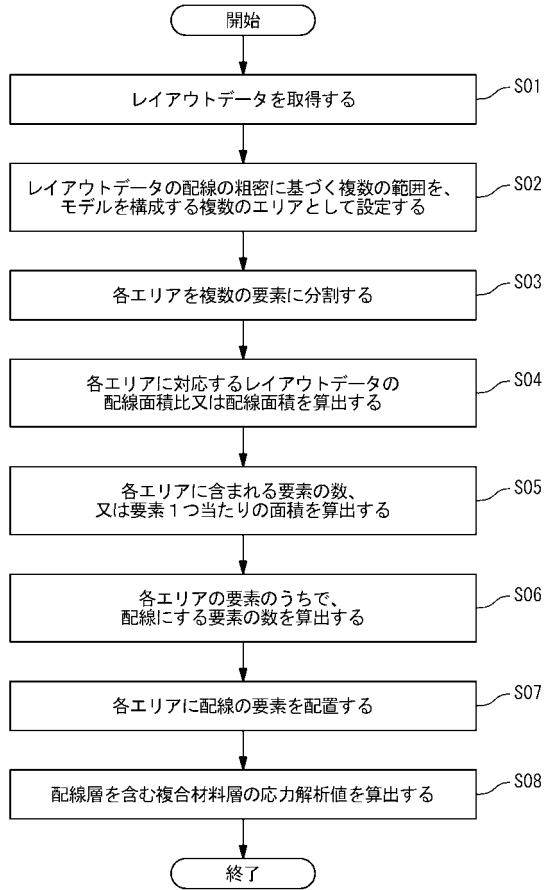 開始
レイアウトデータを取得する
S01
レイアウトデータの配線の粗密に基づく複数の範囲を、
モデルを構成する複数のエリアとして設定する
S02
各エリアを複数の要素に分割する
S03
各エリアに対応するレイアウトデータの
配線面積比又は配線面積を算出する
S04
各エリアに含まれる要素の数、
又は要素１つ当たりの面積を算出する
S05
各エリアの要素のうちで、
配線にする要素の数を算出する
S06
各エリアに配線の要素を配置する
S07
配線層を含む複合材料層の応力解析値を算出する
S08
終了